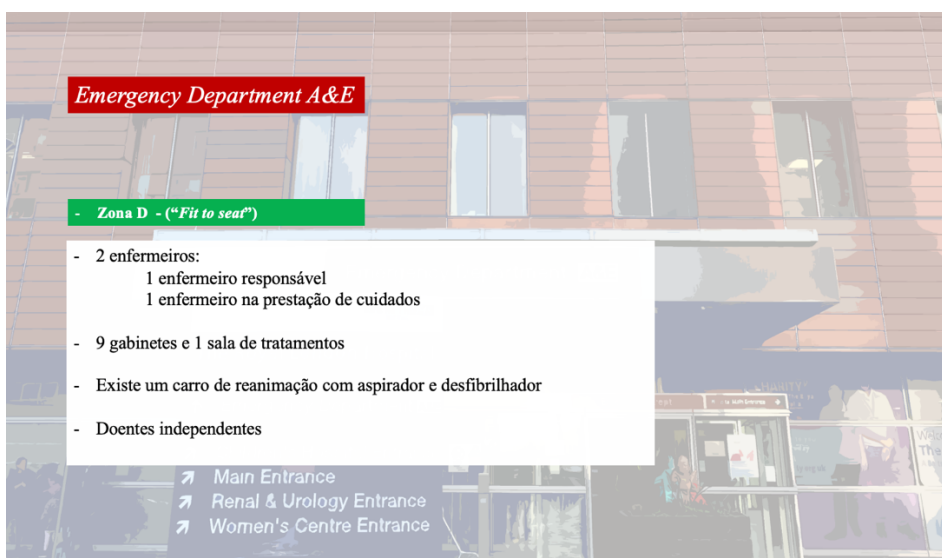 Emergency Department A&E
- Zona D - (“Fit to seat”)
- 2 enfermeiros:
1 enfermeiro responsável
1 enfermeiro na prestação de cuidados
- 9 gabinetes e 1 sala de tratamentos
- Existe um carro de reanimação com aspirador e desfibrilhador
- Doentes independentes
CHARITY
Main Entrance
Renal & Urology Entrance
Women's Centre Entrance